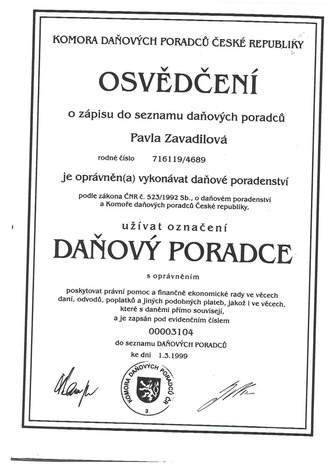 KOMORA DAŇOVÝCH PORADCŮ ČESKÉ REPUBLIKY
OSVĚDČENÍ
o zápisu do seznamu daňových poradců
Pavla Zavadilová
rodné číslo 716119/4689
je oprávněn(a) vykonávat daňové poradenství
podle zákona ČNR č. 523/1992 Sb., o daňovém poradenství
a Komoře daňových poradců České republiky,
užívat označení
DAŇOVÝ PORADCE
s oprávněním
poskytovat právní pomoc a finančně ekonomické rady ve věcech
daní, odvodů, poplatků a jiných podobných plateb, jakož i ve věcech,
které s daněmi přímo souvisejí,
a je zapsán pod evidenčním číslem
00003104
do seznamu DAŇOVÝCH PORADCŮ
ke dni 1.3.1999
KOMORA DAŇOVÝCH PORADCŮ ČR
3